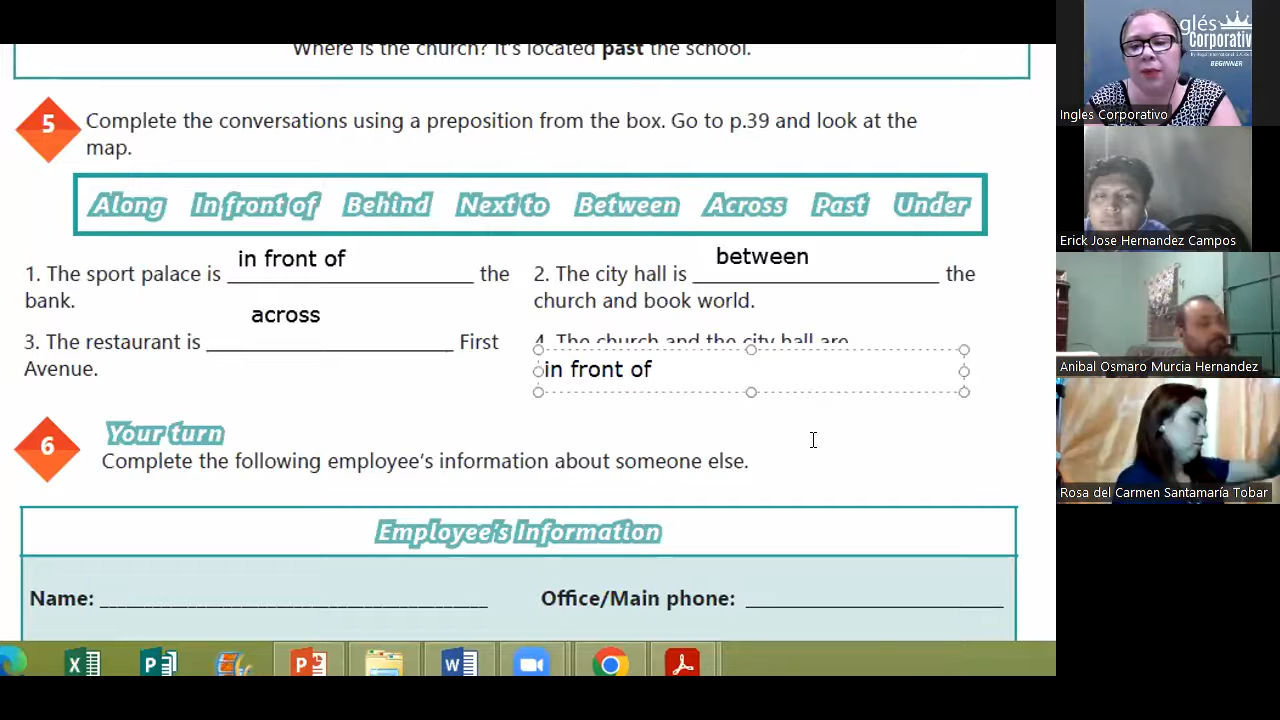 Where is the church? It's located past the school.
5
Complete the conversations using a preposition from the box. Go to p.39 and look at the
map.
Along In front of Behind Next to Between Across Past Under
1. The sport palace is in front of the
bank.
2. The city hall is between the
church and book world.
3. The restaurant is across First
Avenue.
4. The church and the city hall are
in front of
6
Your turn
Complete the following employee's information about someone else.
Employee's Information
Name: Office/Main phone:
glés
Corporativ
BEGINNER
Ingles Corporativo
Erick Jose Hernandez Campos
Anibal Osmaro Murcia Hernandez
Rosa del Carmen Santamaría Tobar